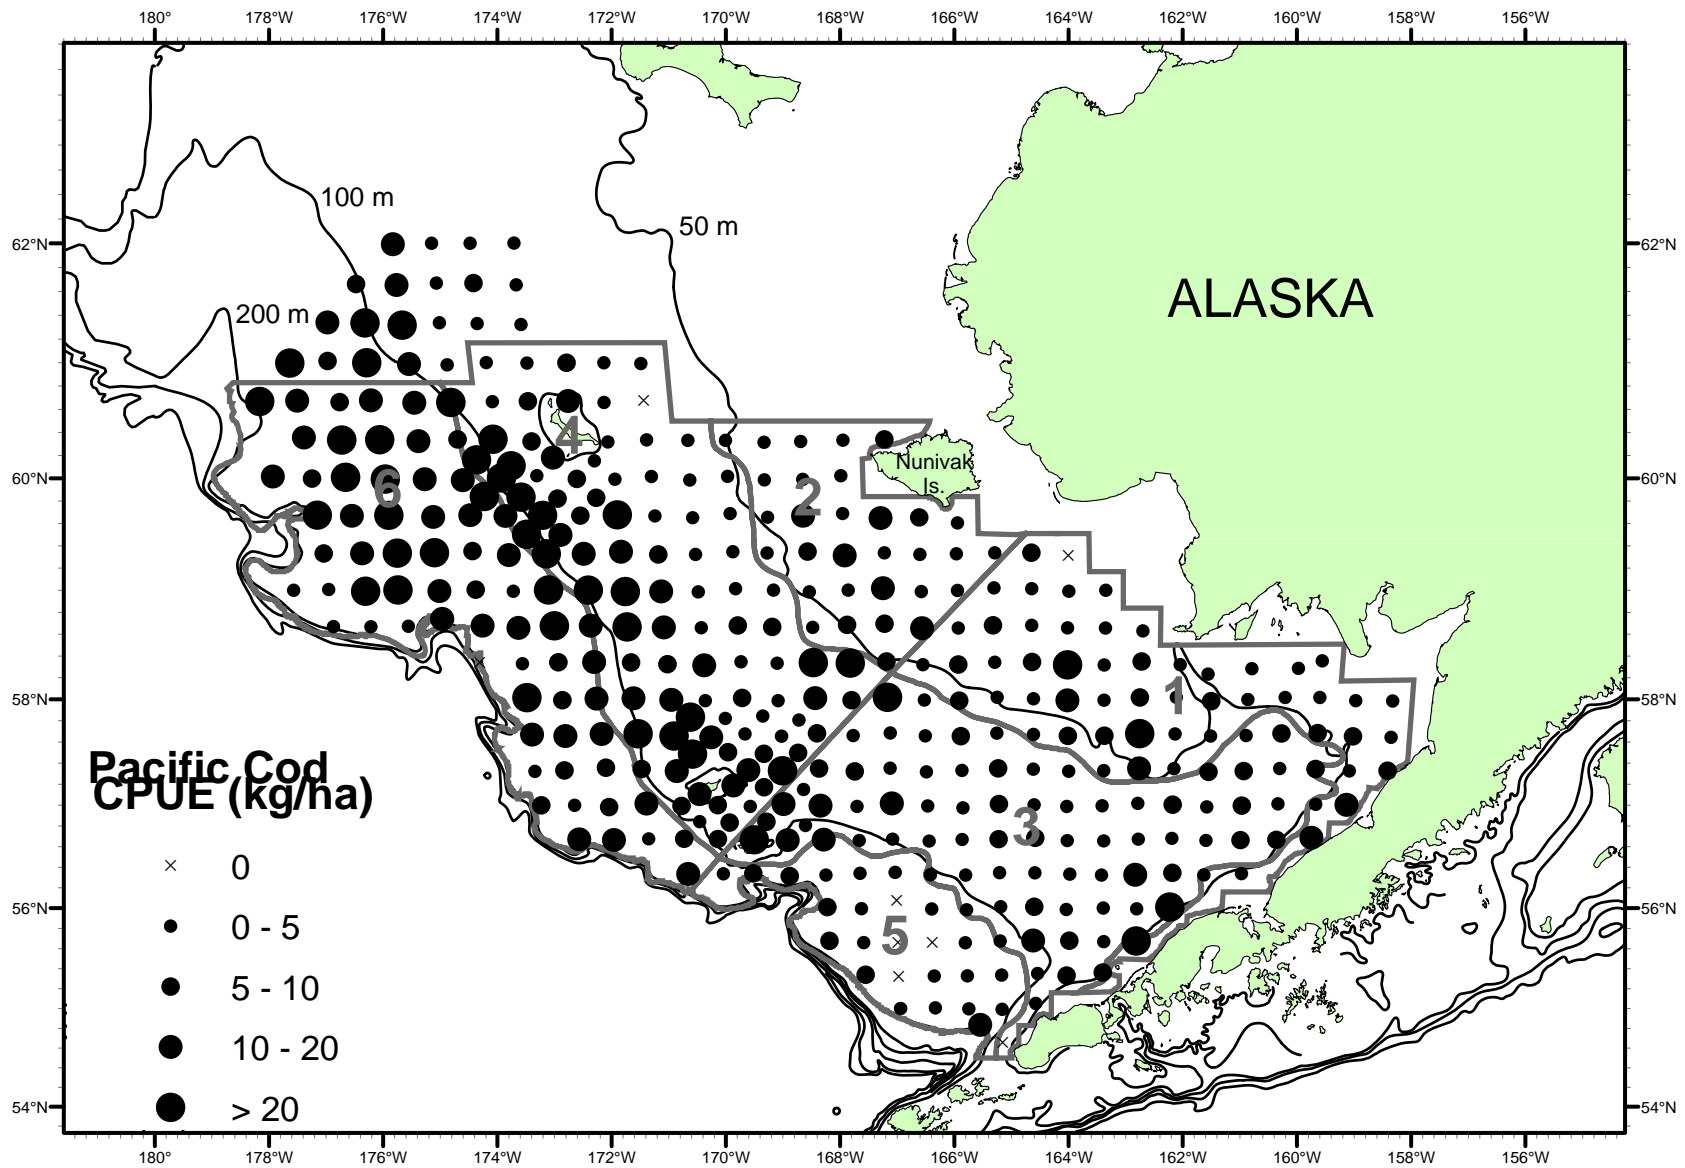 180° 178°W 176°W 174°W 172°W 170°W 168°W 166°W 164°W 162°W 160°W 158°W 156°W
100 m
50 m
62°N 62°N
ALASKA
200 m
4
Nunivak
Is.
60°N 60°N
6
2
1
58°N 58°N
Pacific Cod
CPUE (kg/ha)
3
0
56°N 56°N
0 - 5
5
5 - 10
10 - 20
> 20
54°N 54°N
180° 178°W 176°W 174°W 172°W 170°W 168°W 166°W 164°W 162°W 160°W 158°W 156°W